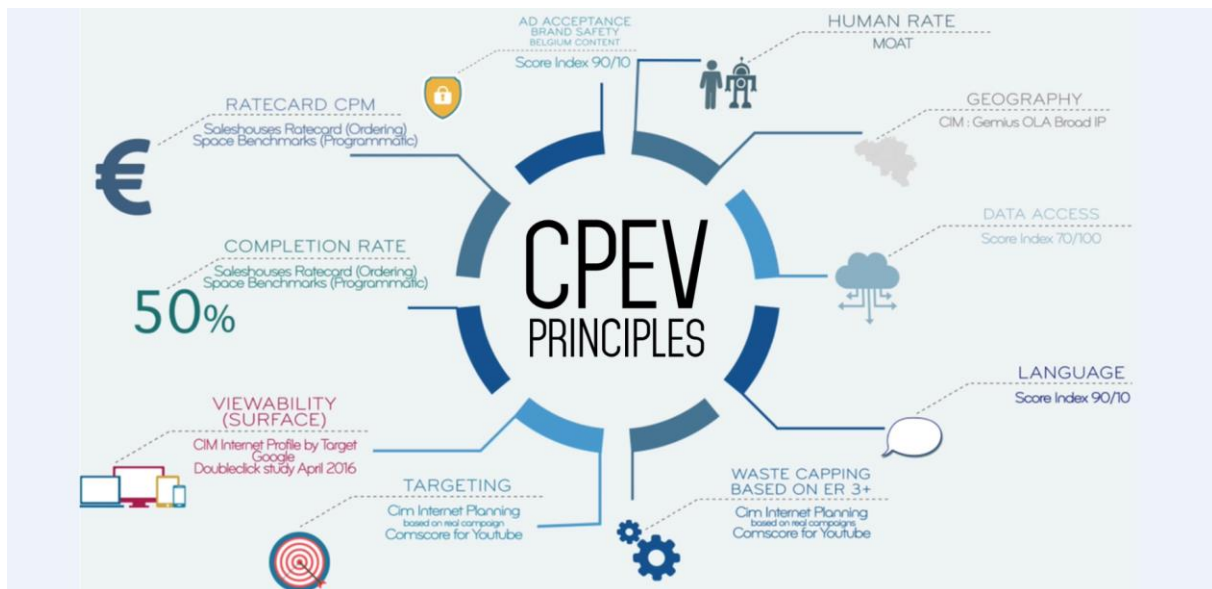 AD ACCEPTANCE
BRAND SAFETY
BELGIUM CONTENT
Score Index 90/10
HUMAN RATE
MOAT
RATECARD CPM
Saleshouses Ratecard (Ordering)
Space Benchmarks (Programmatic)
€
GEOGRAPHY
CIM : Gemius OLA Broad IP
COMPLETION RATE
Saleshouses Ratecard (Ordering)
Space Benchmarks (Programmatic)
50%
CPEV
PRINCIPLES
DATA ACCESS
Score Index 70/100
VIEWABILITY
(SURFACE)
CIM Internet Profile by Target
Google
Doubleclick study April 2016
LANGUAGE
Score Index 90/10
TARGETING
Cim Internet Planning
based on real campaign
Comscore for Youtube
WASTE CAPPING
BASED ON ER 3+
Cim Internet Planning
based on real campaigns
Comscore for Youtube